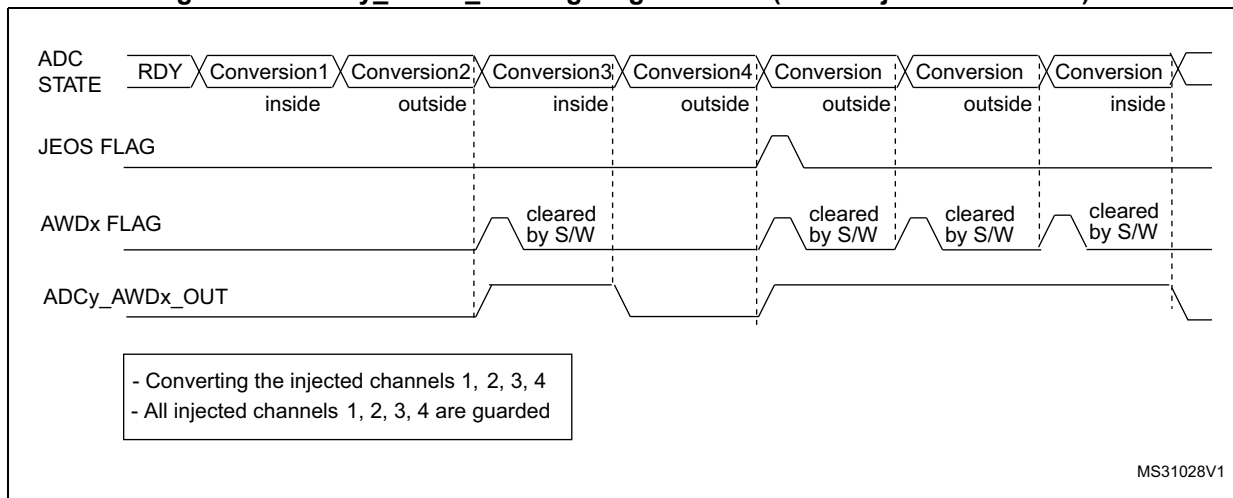 ADC
STATE
RDY Conversion1 Conversion2 Conversion3 Conversion4 Conversion Conversion Conversion
inside outside inside outside outside outside inside
JEOS FLAG
AWDx FLAG
cleared
by S/W
cleared
by S/W
cleared
by S/W
cleared
by S/W
ADCy_AWDx_OUT
- Converting the injected channels 1, 2, 3, 4
- All injected channels 1, 2, 3, 4 are guarded
MS31028V1